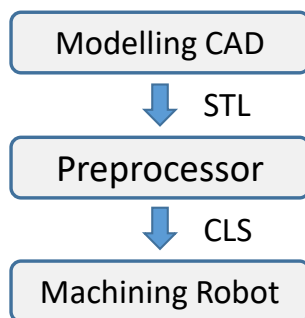 Modelling CAD
STL
Preprocessor
CLS
Machining Robot